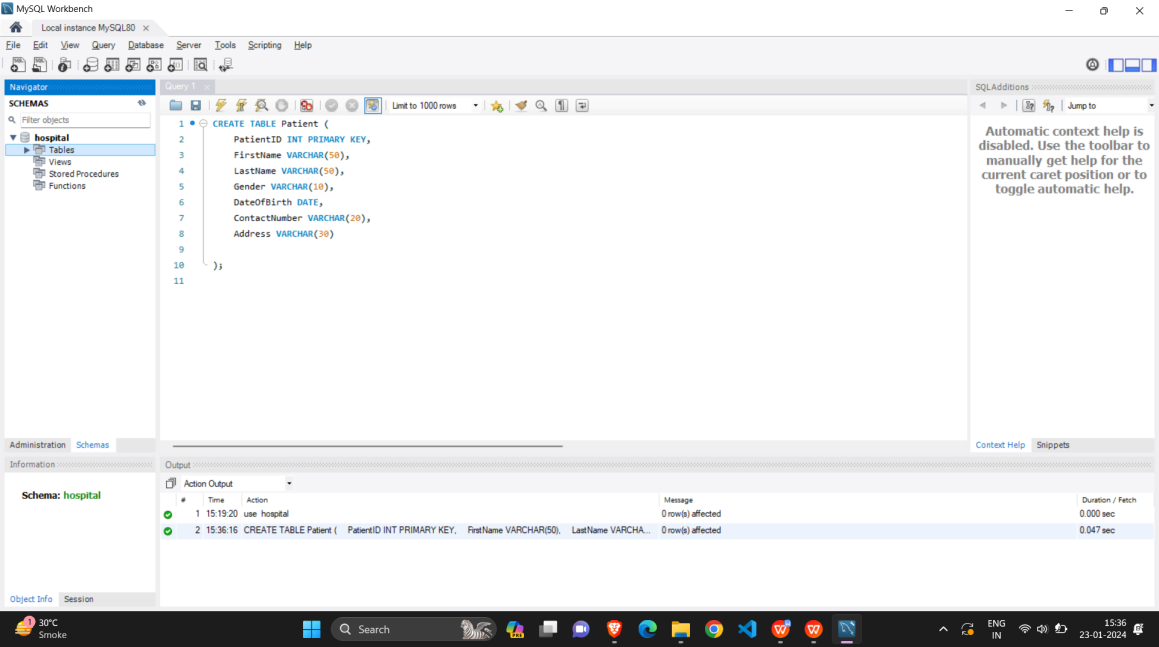 MySQL Workbench
Local instance MySQL80
File Edit View Query Database Server Tools Scripting Help
Navigator
SCHEMAS
Filter objects
hospital
Tables
Views
Stored Procedures
Functions
Administration Schemas
Information
Schema: hospital
Object Info Session
Query 1
Limit to 1000 rows
1 CREATE TABLE Patient (
2 PatientID INT PRIMARY KEY,
3 FirstName VARCHAR(50),
4 LastName VARCHAR(50),
5 Gender VARCHAR(10),
6 DateOfBirth DATE,
7 ContactNumber VARCHAR(20),
8 Address VARCHAR(30)
9
10 );
11
SQLAdditions
Jump to
Automatic context help is
disabled. Use the toolbar to
manually get help for the
current caret position or to
toggle automatic help.
Context Help Snippets
Output
Action Output
# Time Action Message Duration / Fetch
1 15:19:20 use hospital 0 row(s) affected 0.000 sec
2 15:36:16 CREATE TABLE Patient ( PatientID INT PRIMARY KEY, FirstName VARCHAR(50), LastName VARCHA... 0 row(s) affected 0.047 sec
1
30°C
Smoke
Search
ENG
IN
15:36
23-01-2024